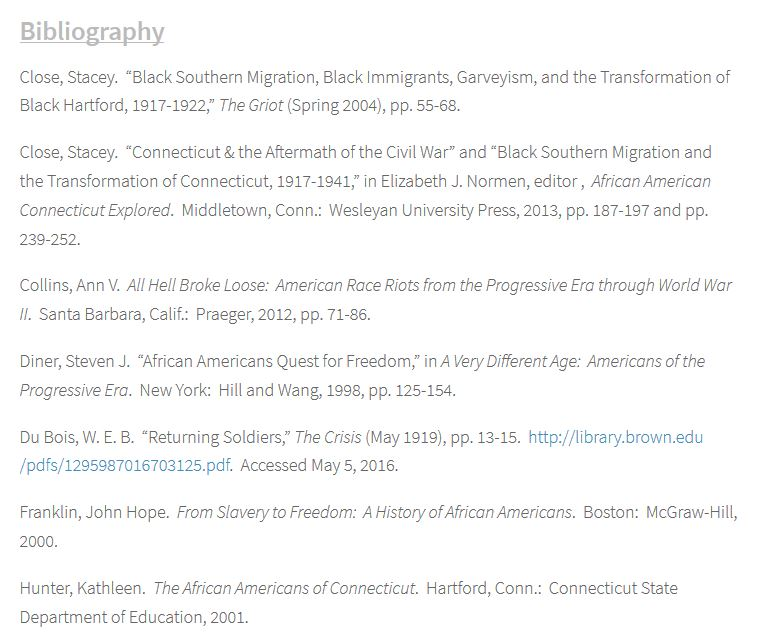 Bibliography
Close, Stacey.  “Black Southern Migration, Black Immigrants, Garveyism, and the Transformation of
Black Hartford, 1917-1922,” The Griot (Spring 2004), pp. 55-68.
Close, Stacey.  “Connecticut & the Aftermath of the Civil War” and “Black Southern Migration and
the Transformation of Connecticut, 1917-1941,” in Elizabeth J. Normen, editor ,  African American
Connecticut Explored.  Middletown, Conn.:  Wesleyan University Press, 2013, pp. 187-197 and pp.
239-252.
Collins, Ann V.  All Hell Broke Loose:  American Race Riots from the Progressive Era through World War
II.  Santa Barbara, Calif.:  Praeger, 2012, pp. 71-86.
Diner, Steven J.  “African Americans Quest for Freedom,” in A Very Different Age:  Americans of the
Progressive Era.  New York:  Hill and Wang, 1998, pp. 125-154.
Du Bois, W. E. B.  “Returning Soldiers,” The Crisis (May 1919), pp. 13-15.  http://library.brown.edu
/pdfs/1295987016703125.pdf.  Accessed May 5, 2016.
Franklin, John Hope.  From Slavery to Freedom:  A History of African Americans.  Boston:  McGraw-Hill,
2000.
Hunter, Kathleen.  The African Americans of Connecticut.  Hartford, Conn.:  Connecticut State
Department of Education, 2001.